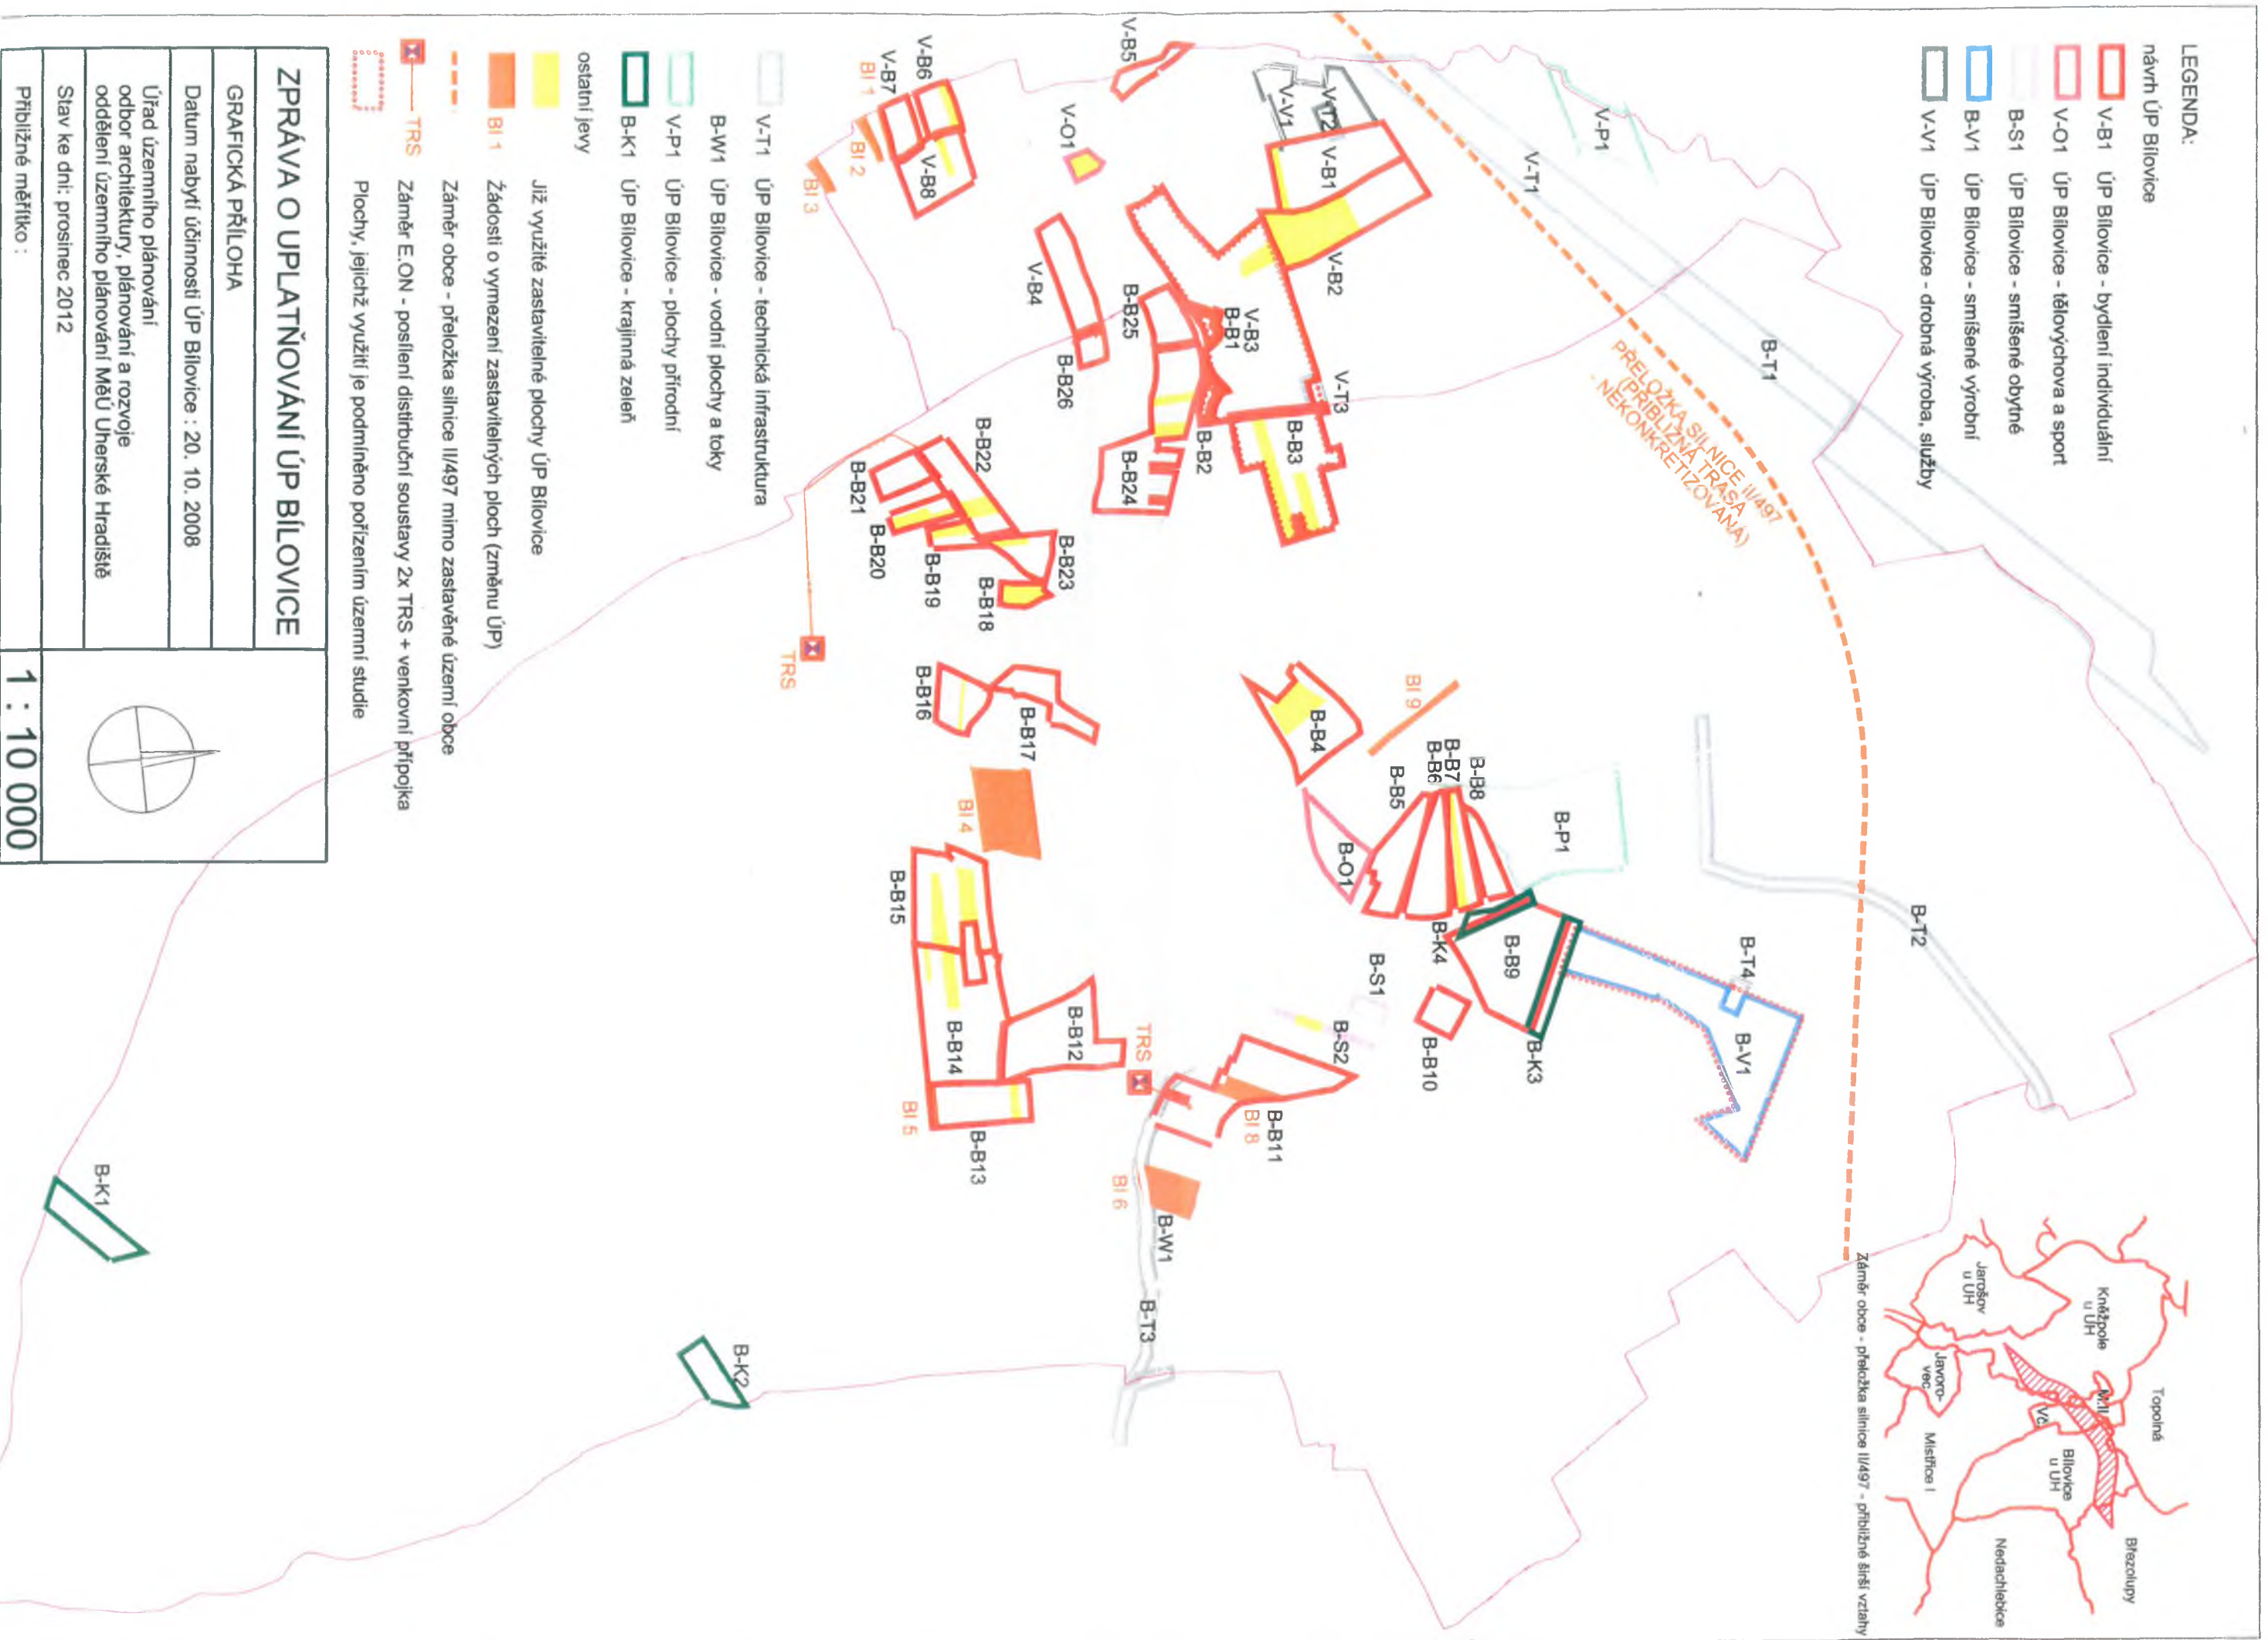 LEGENDA:
návrh ÚP Bílovice
V-B1 ÚP Bílovice - bydlení individuální
V-O1 ÚP Bílovice - tělovýchova a sport
B-S1 ÚP Bílovice - smíšené obytné
B-V1 ÚP Bílovice - smíšené výrobní
V-V1 ÚP Bílovice - drobná výroba, služby
V-T1 ÚP Bílovice - technická infrastruktura
B-W1 ÚP Bílovice - vodní plochy a toky
V-P1 ÚP Bílovice - plochy přírodní
B-K1 ÚP Bílovice - krajinná zeleň
ostatní jevy
Již využité zastavitelné plochy ÚP Bílovice
BI 1 Žádosti o vymezení zastavitelných ploch (změnu ÚP)
Záměr obce - přeložka silnice II/497 mimo zastavěné území obce
TRS Záměr E.ON - posílení distirbuční soustavy 2x TRS + venkovní přípojka
Plochy, jejichž využití je podmíněno pořízením územní studie
ZPRÁVA O UPLATŇOVÁNÍ ÚP BÍLOVICE
GRAFICKÁ PŘÍLOHA
Datum nabytí účinnosti ÚP Bílovice : 20. 10. 2008
Úřad územního plánování
odbor architektury, plánování a rozvoje
oddělení územního plánování MěÚ Uherské Hradiště
Stav ke dni: prosinec 2012
Přibližné měřítko :
1 : 10 0000
PŘELOŽKA SILNICE II/497
(PŘIBLIŽNÁ TRASA
- NEKONKRETIZOVANÁ)
V-P1
V-T1
B-T1
B-T2
V-B5
V-V1
V-T2
V-B1
V-B2
V-O1
V-B6
V-B7
BI 1
BI 2
V-B8
BI 3
V-B4
B-B25
B-B26
V-B3
B-B1
V-T3
B-B2
B-B3
B-B24
B-B22
B-B21
B-B20
B-B19
B-B18
B-B23
TRS
B-B16
B-B17
B-B4
BI 9
B-B5
B-B6
B-B7
B-B8
B-P1
B-O1
B-K4
B-B9
B-K3
B-B10
B-S1
B-S2
B-T4
B-V1
BI 4
B-B15
B-B14
B-B12
B-B13
BI 5
TRS
B-B11
BI 8
BI 6
B-W1
B-T3
B-K1
B-K2
Topolná
Březolupy
Kněžpole
u UH
Jarošov
u UH
M.II
Vč.
Bílovice
u UH
Javoro-
vec
Mistřice I
Nedachlebice
Záměr obce - přeložka silnice II/497 - přibližné širší vztahy